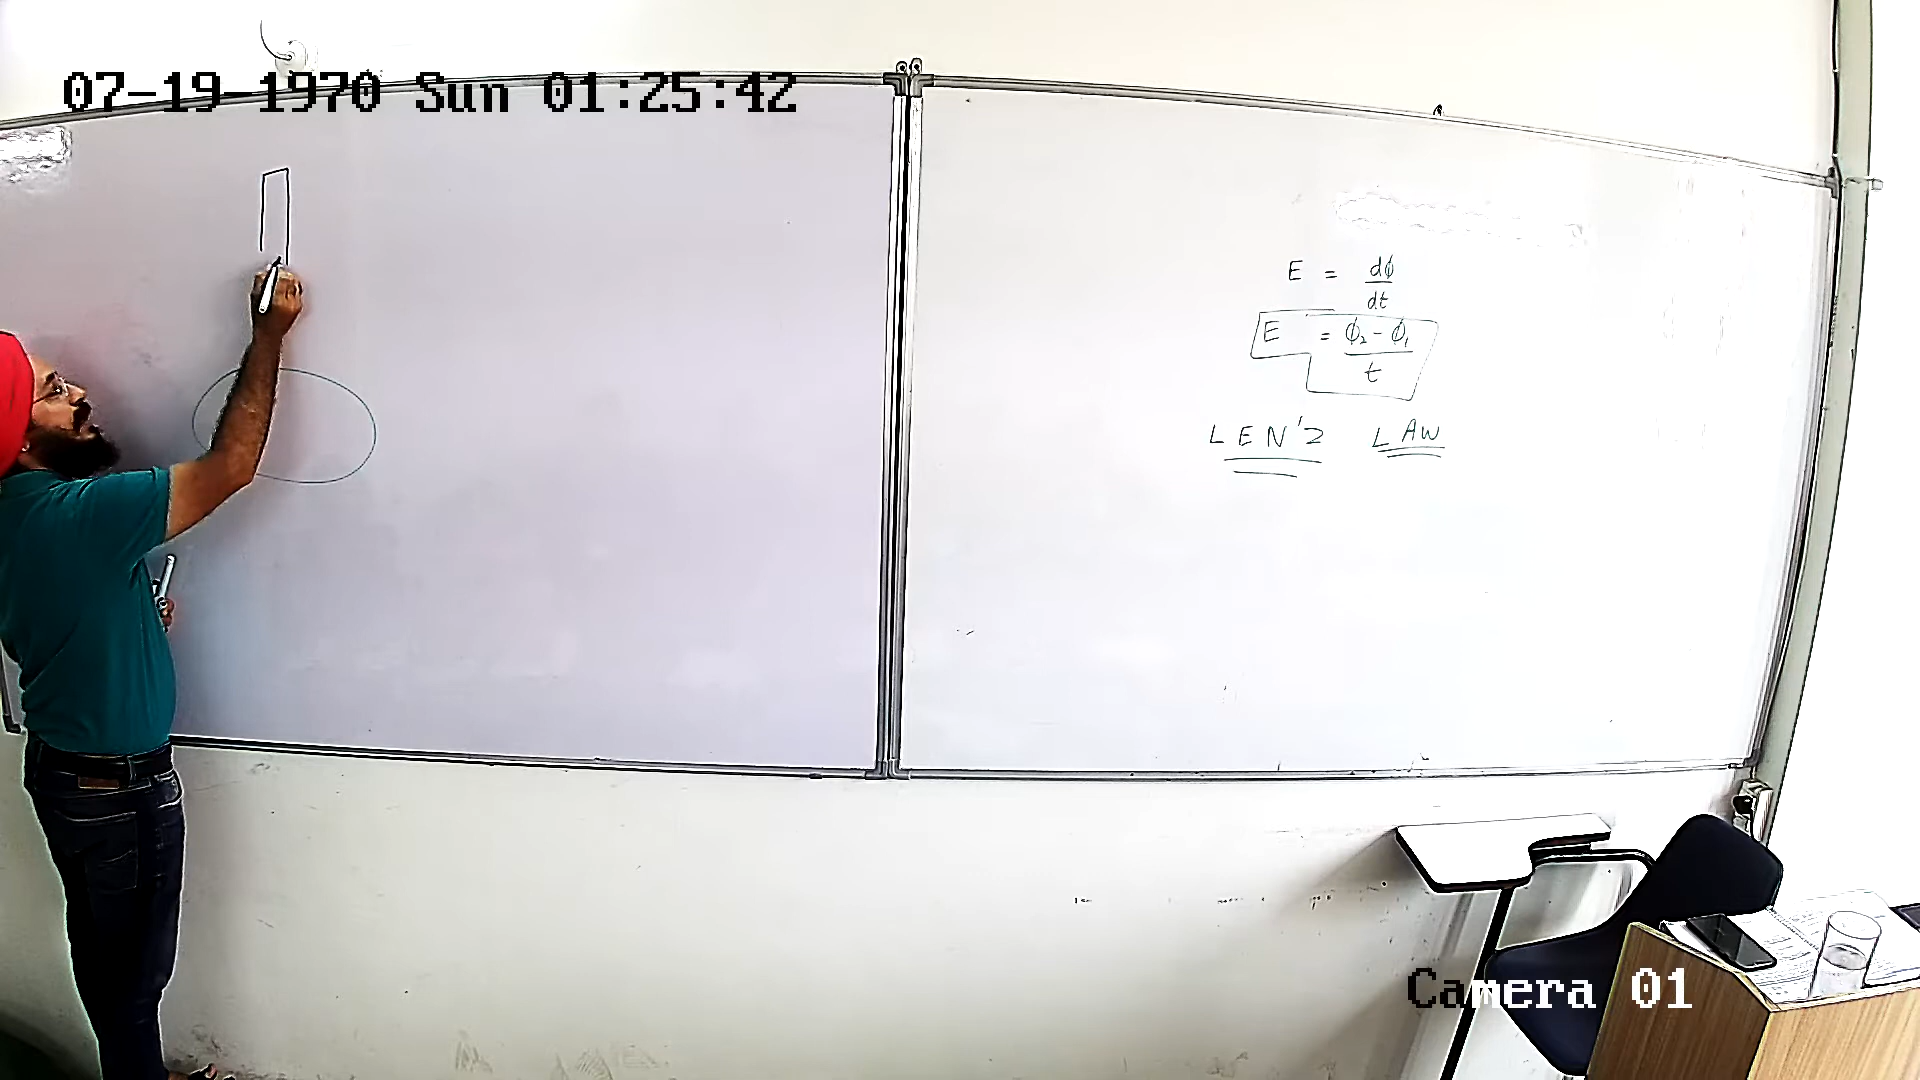 07-19-1970 Sun 01:25:42
E = dϕ/dt
E = ϕ₂ - ϕ₁/t
LEN'Z LAW
Camera 01